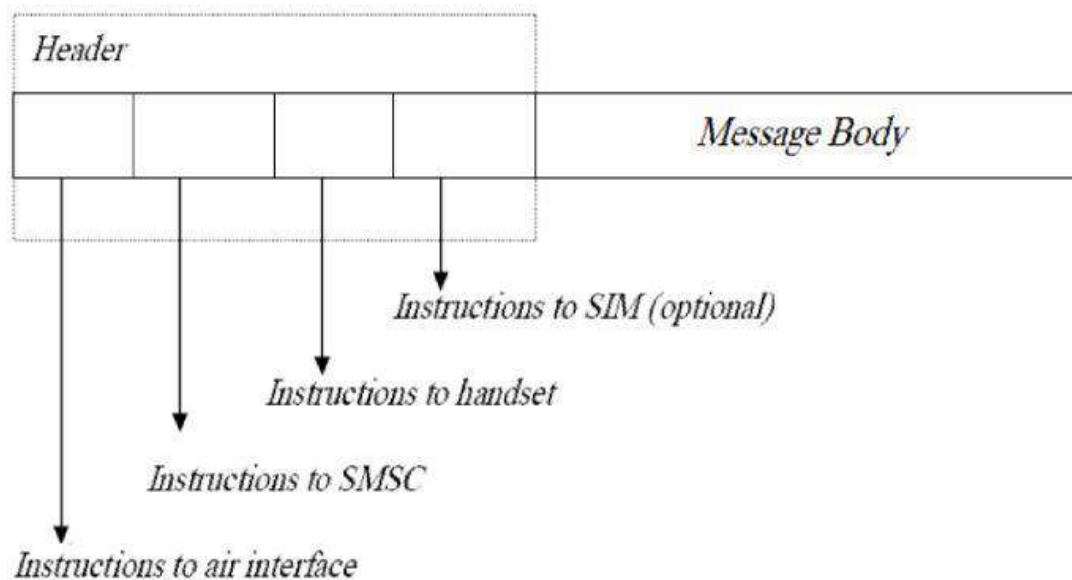 Header
Message Body
Instructions to SIM (optional)
Instructions to handset
Instructions to SMSC
Instructions to air interface